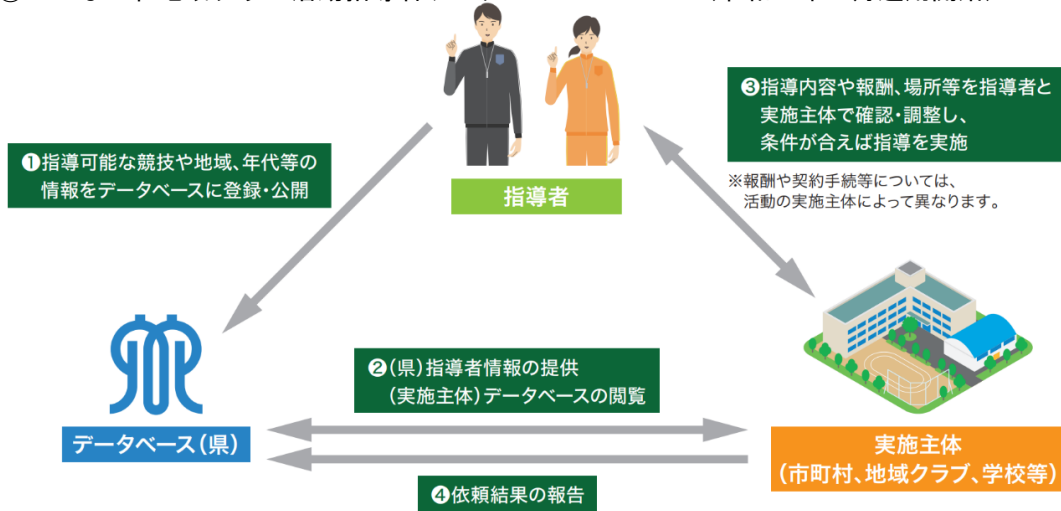 ❶指導可能な競技や地域、年代等の
情報をデータベースに登録・公開
指導者
❸指導内容や報酬、場所等を指導者と
実施主体で確認・調整し、
条件が合えば指導を実施
※報酬や契約手続等については、
活動の実施主体によって異なります。
❷(県)指導者情報の提供
(実施主体)データベースの閲覧
データベース(県)
実施主体
(市町村、地域クラブ、学校等)
❹依頼結果の報告